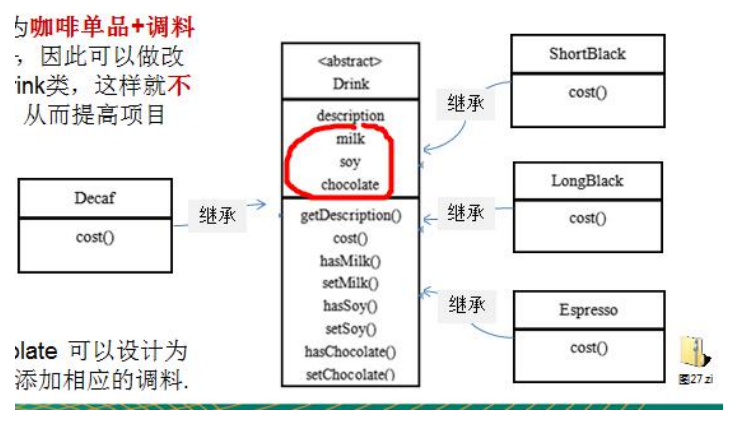 为咖啡单品+调料
，因此可以做改
rink类，这样就不
从而提高项目
<abstract>
Drink
description
milk
soy
chocolate
getDescription()
cost()
hasMilk()
setMilk()
hasSoy()
setSoy()
hasChocolate()
setChocolate()
ShortBlack
cost()
继承
LongBlack
cost()
继承
Espresso
cost()
继承
Decaf
cost()
继承
olate 可以设计为
添加相应的调料.
图27.zi